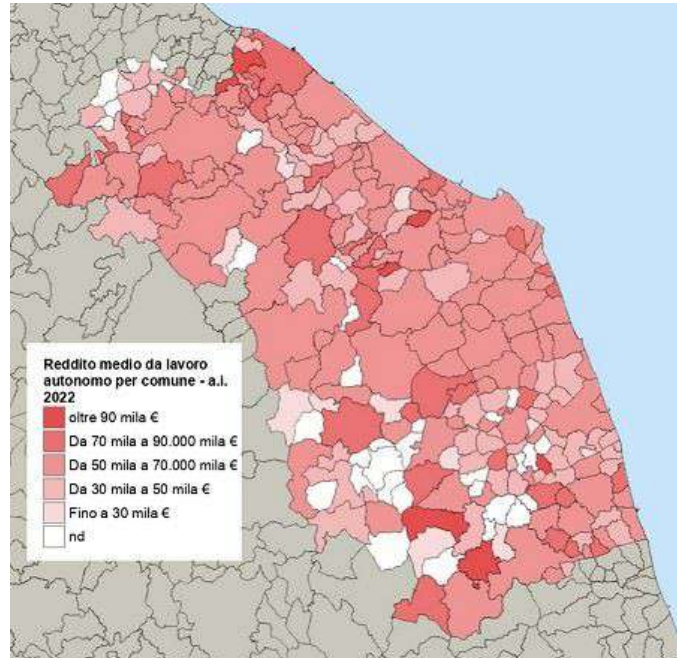 Reddito medio da lavoro
autonomo per comune - a.i.
2022
oltre 90 mila €
Da 70 mila a 90.000 mila €
Da 50 mila a 70.000 mila €
Da 30 mila a 50 mila €
Fino a 30 mila €
nd